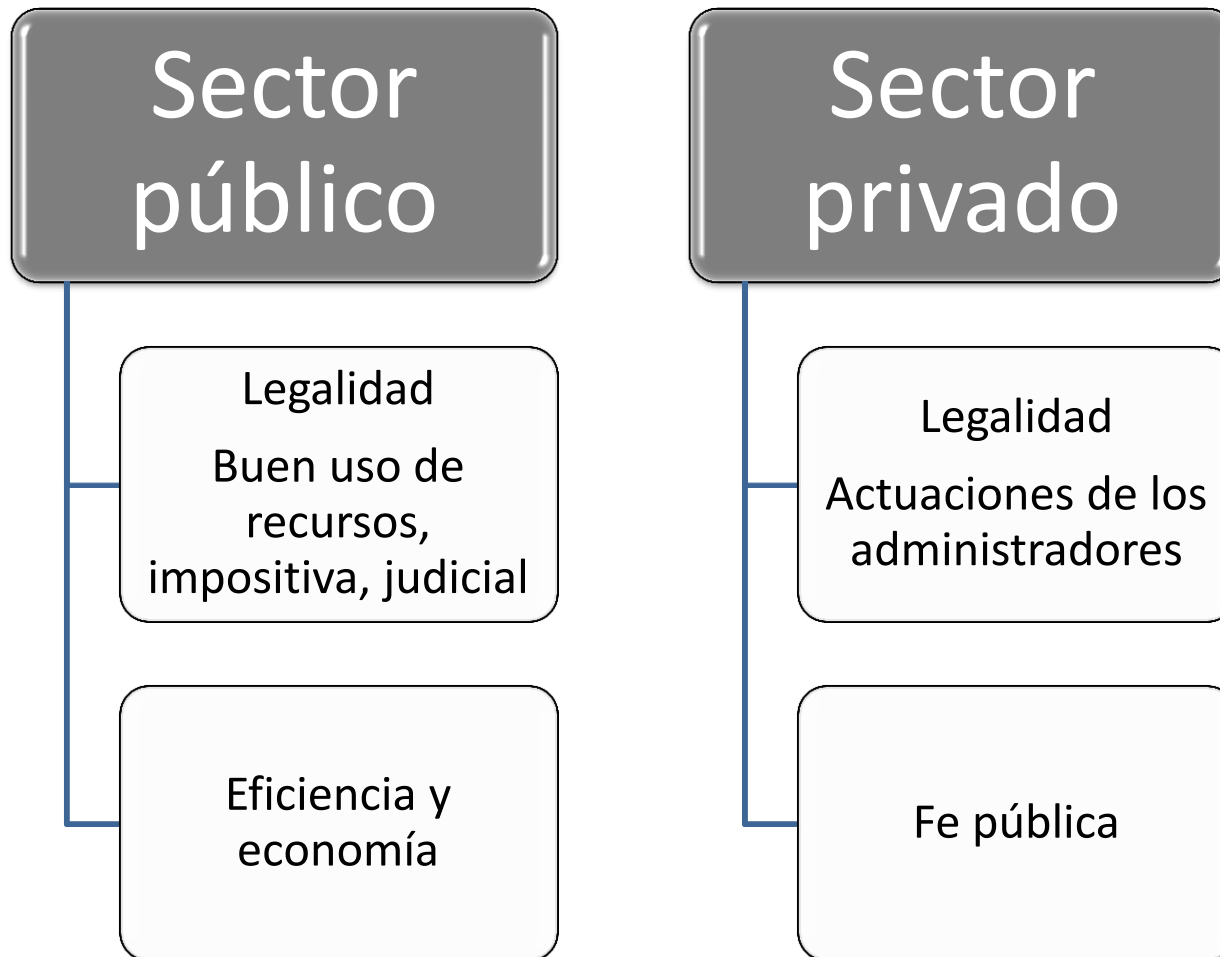 Sector
público
Legalidad
Buen uso de
recursos,
impositiva, judicial
Eficiencia y
economía
Sector
privado
Legalidad
Actuaciones de los
administradores
Fe pública